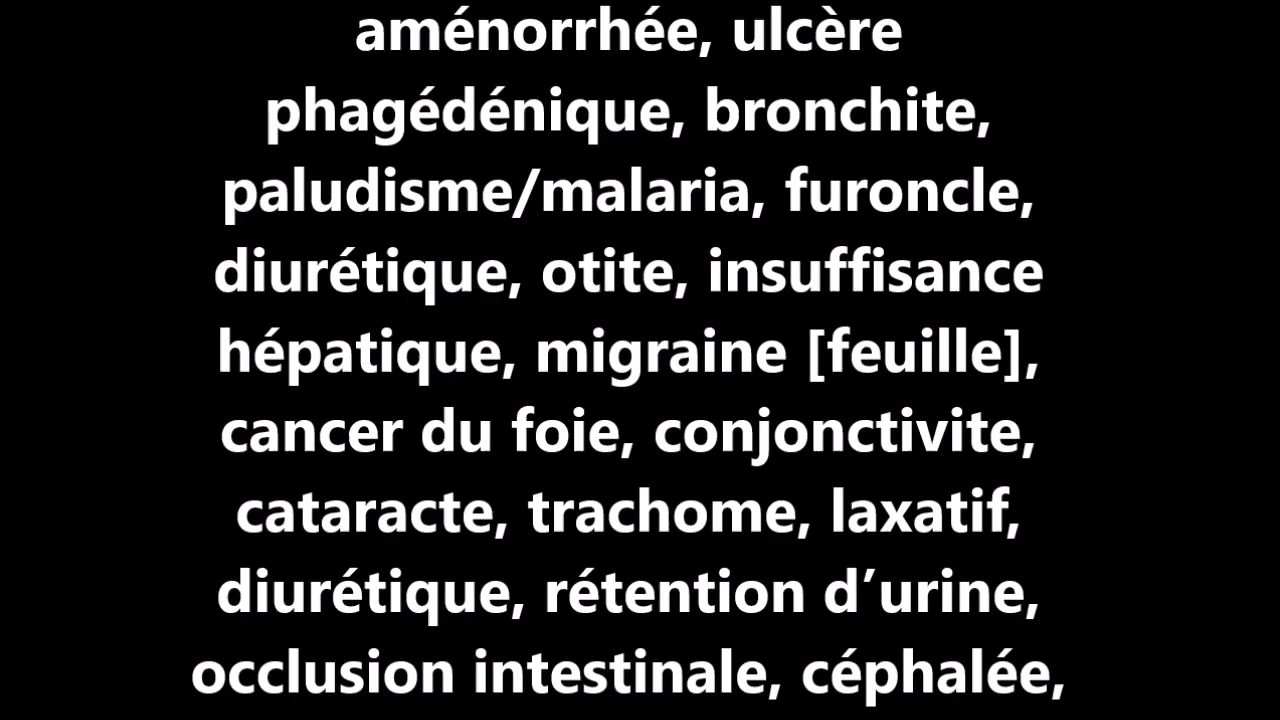 aménorrhée, ulcère
phagédénique, bronchite,
paludisme/malaria, furoncle,
diurétique, otite, insuffisance
hépatique, migraine [feuille],
cancer du foie, conjonctivite,
cataracte, trachome, laxatif,
diurétique, rétention d’urine,
occlusion intestinale, céphalée,